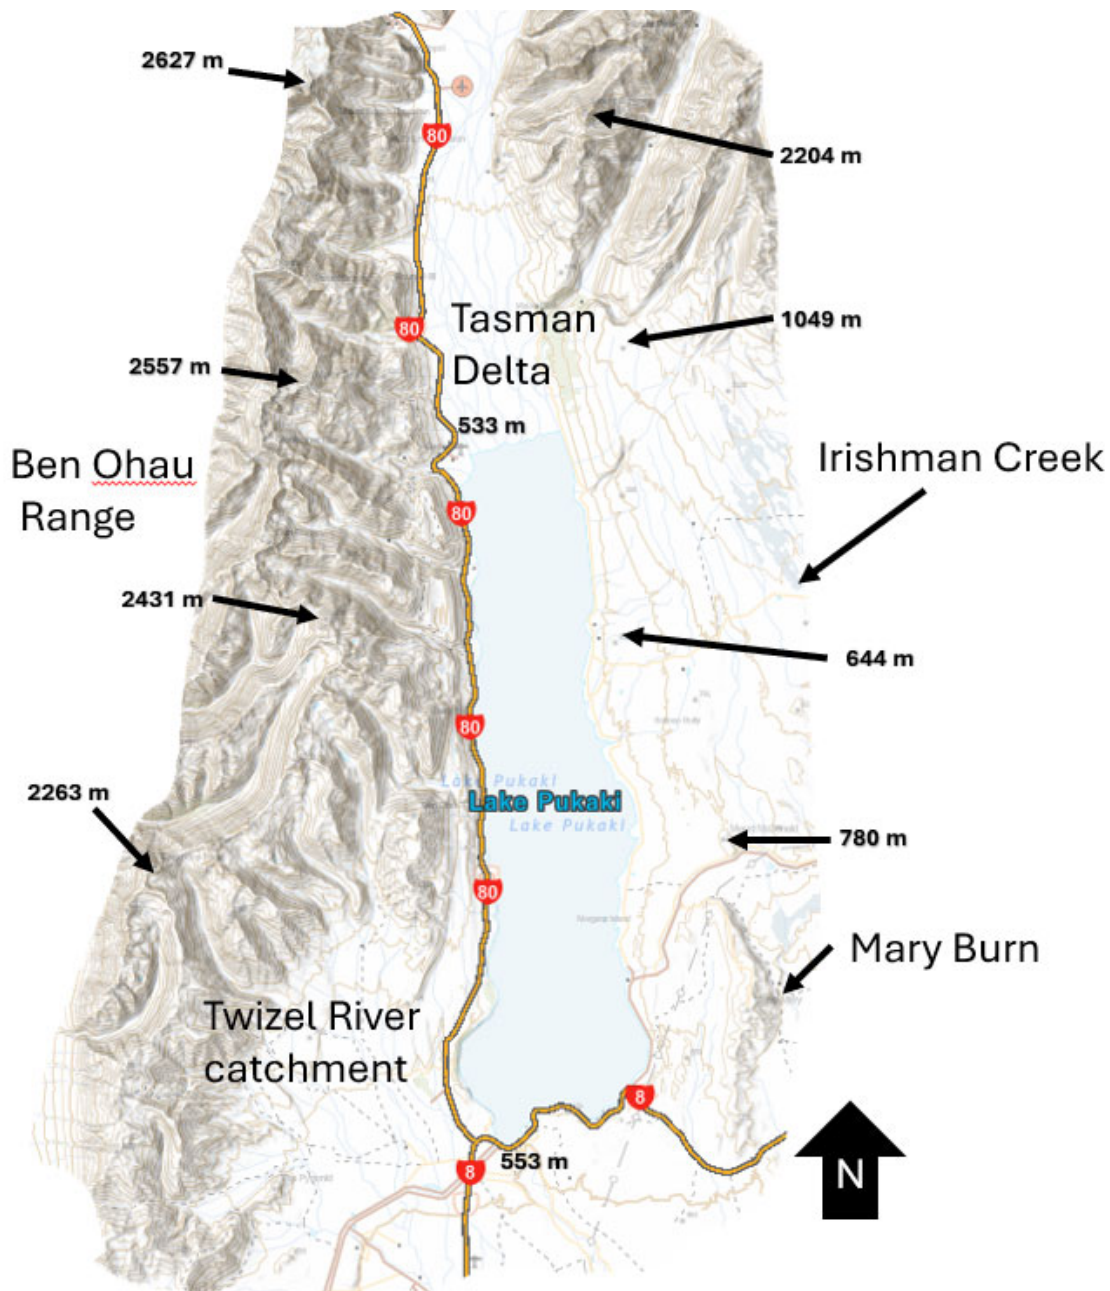 2627 m
80
2204 m
Tasman
Delta
80
1049 m
2557 m
533 m
Ben Ohau
Range
Irishman Creek
80
2431 m
644 m
80
Lake Pukaki
Lake Pukaki
Lake Pukaki
2263 m
780 m
80
Mary Burn
Twizel River
catchment
8
553 m
8
N